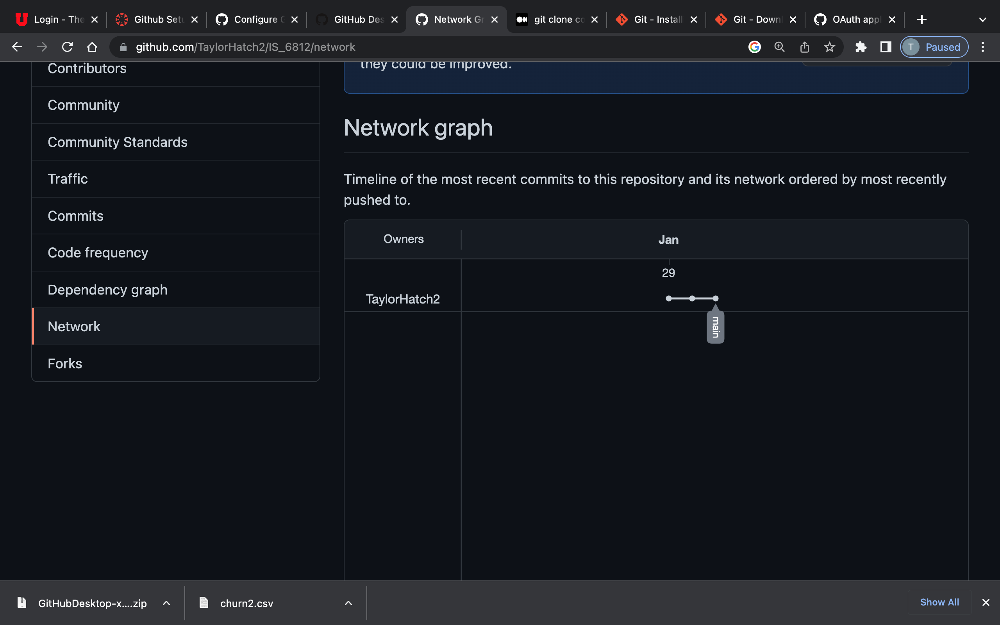 Login - The
Github Setu
Configure G
GitHub Des
Network Gr
git clone co
Git - Install
Git - Downl
OAuth appl
github.com/TaylorHatch2/IS_6812/network
T Paused
Contributors
they could be improved.
Community
Community Standards
Traffic
Commits
Code frequency
Dependency graph
Network
Forks
Network graph
Timeline of the most recent commits to this repository and its network ordered by most recently
pushed to.
Owners
Jan
29
TaylorHatch2
main
GitHubDesktop-x....zip
churn2.csv
Show All